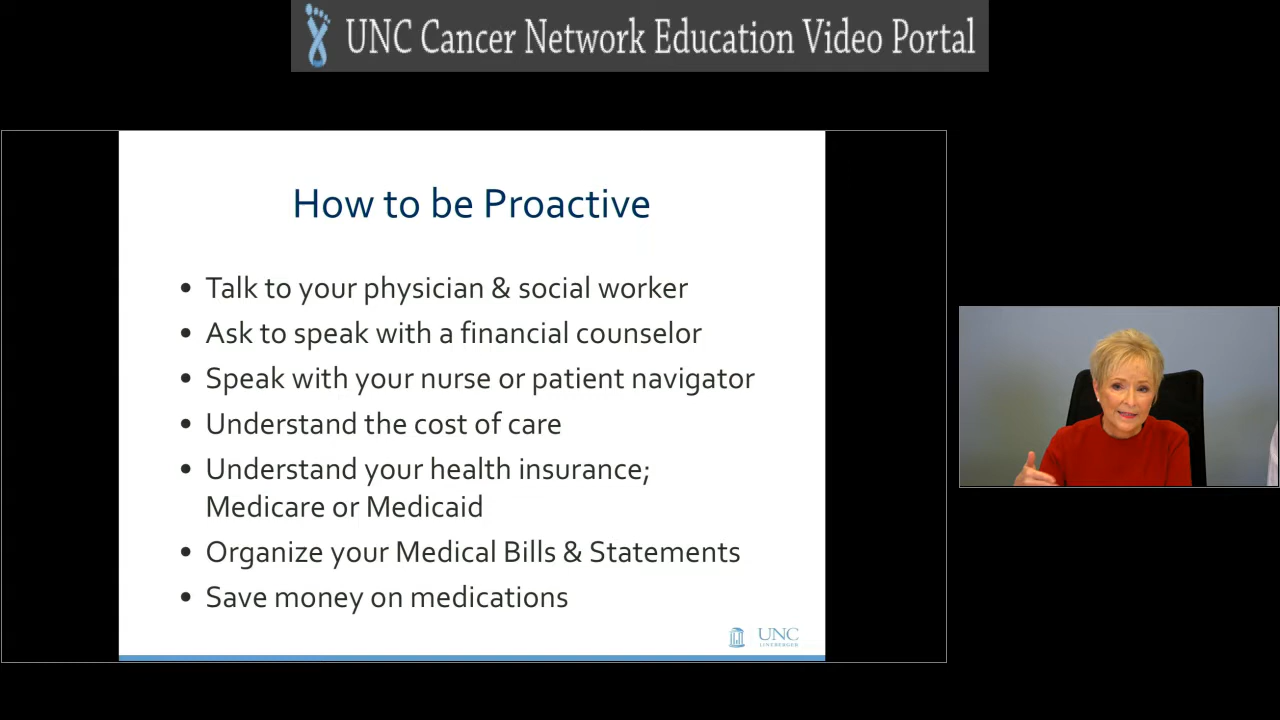 UNC Cancer Network Education Video Portal
How to be Proactive
• Talk to your physician & social worker
• Ask to speak with a financial counselor
• Speak with your nurse or patient navigator
• Understand the cost of care
• Understand your health insurance;
Medicare or Medicaid
• Organize your Medical Bills & Statements
• Save money on medications
UNC
LINEBERGER